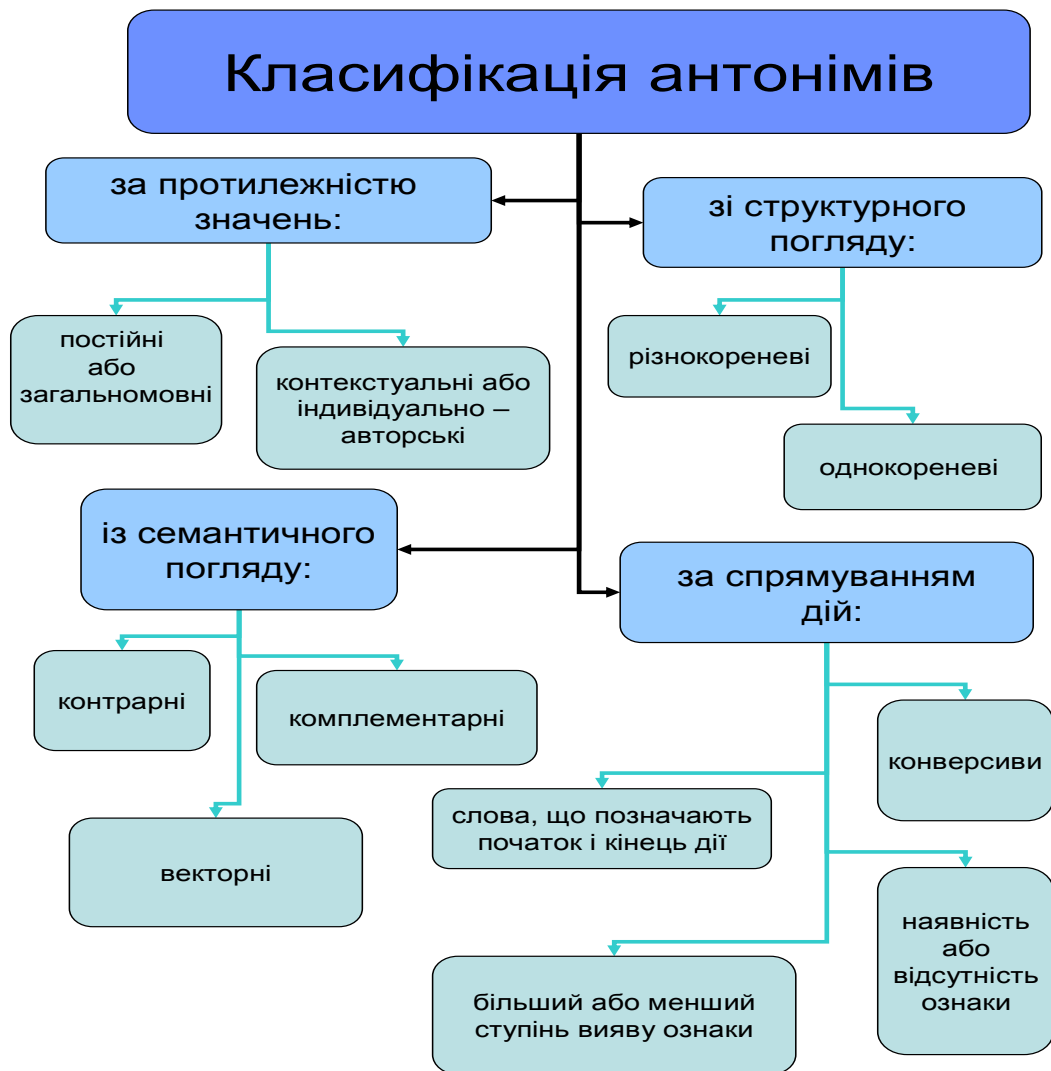 Класифікація антонімів
за протилежністю
значень:
зі структурного
погляду:
постійні
або
загальномовні
контекстуальні або
індивідуально –
авторські
різнокореневі
однокореневі
із семантичного
погляду:
за спрямуванням
дій:
контрарні
комплементарні
векторні
конверсиви
слова, що позначають
початок і кінець дії
наявність
або
відсутність
ознаки
більший або менший
ступінь вияву ознаки